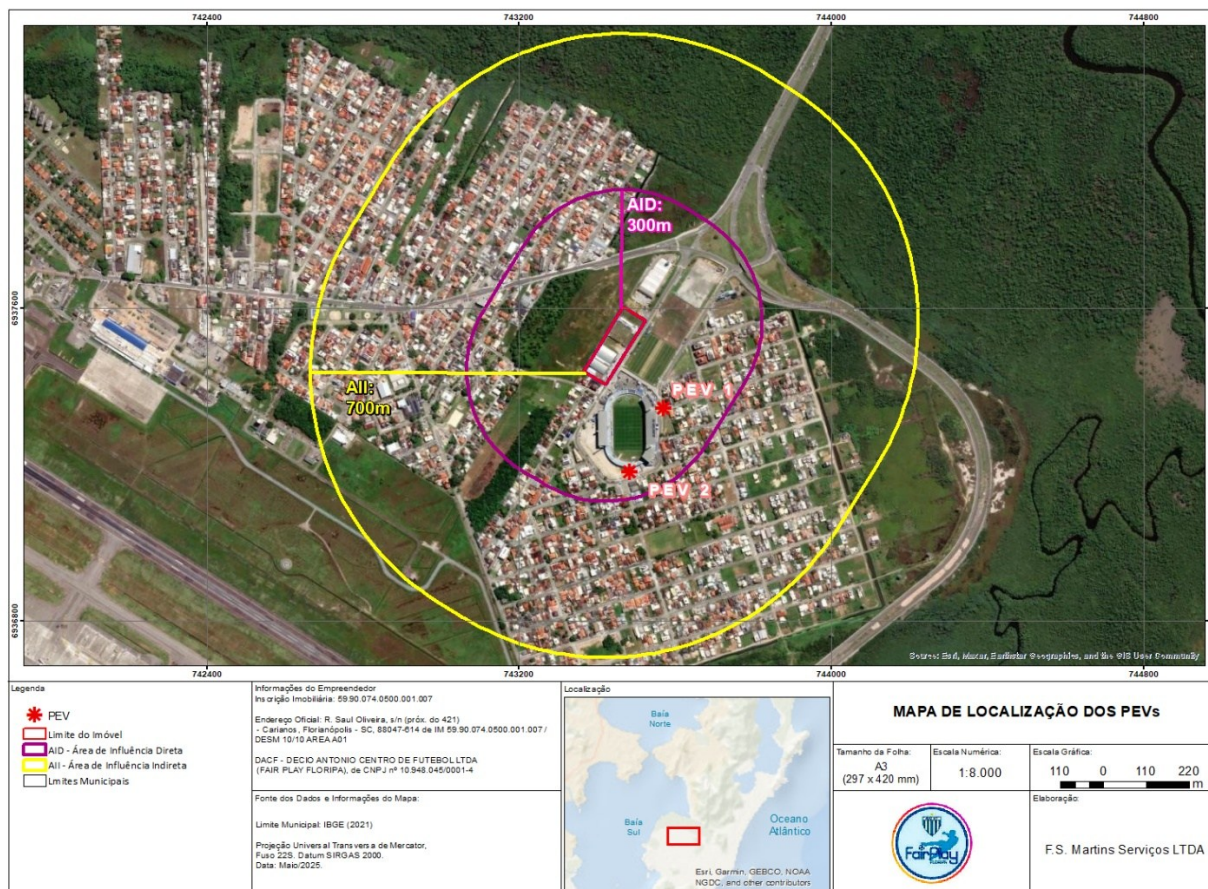 742400
743200
744000
744800
6937600
6936800
AID:
300m
AII:
700m
PEV 1
PEV 2
Source: Esri, Maxar, Earthstar Geographics, and the GIS User Community
742400
743200
744000
744800
6937600
6936800
Legenda
PEV
Limite do Imóvel
AID - Área de Influência Direta
AII - Área de Influência Indireta
Lmites Municipais
Informações do Empreendedor
Inscrição Imobiliária: 59.90.074.0500.001.007
Endereço Oficial: R. Saul Oliveira, s/n (próx. do 421)
- Carianos, Florianópolis - SC, 88047-614 de IM 59.90.074.0500.001.007 /
DESM 10/10 AREA A01
DACF - DECIO ANTONIO CENTRO DE FUTEBOL LTDA
(FAIR PLAY FLORIPA), de CNPJ nº 10.948.045/0001-4
Fonte dos Dados e Informações do Mapa:
Limite Municipal: IBGE (2021)
Projeção Universal Transversa de Mercator,
Fuso 22S. Datum SIRGAS 2000.
Data: Maio/2025.
Localização
Baía
Norte
Baía
Sul
Oceano
Atlântico
Esri, Garmin, GEBCO, NOAA
NGDC, and other contributors
MAPA DE LOCALIZAÇÃO DOS PEVs
Tamanho da Folha:
A3
(297 x 420 mm)
Escala Numérica:
1:8.000
Escala Gráfica:
110 0 110 220
m
FairPlay
Elaboração:
F.S. Martins Serviços LTDA